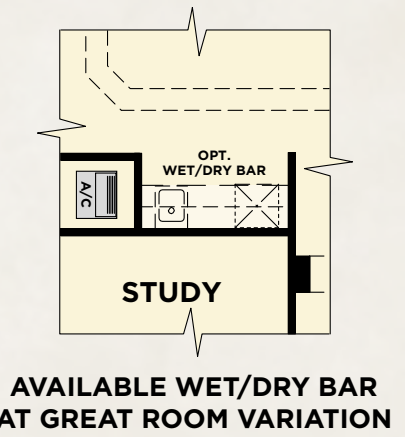 OPT.
WET/DRY BAR
A/C
STUDY
AVAILABLE WET/DRY BAR
AT GREAT ROOM VARIATION